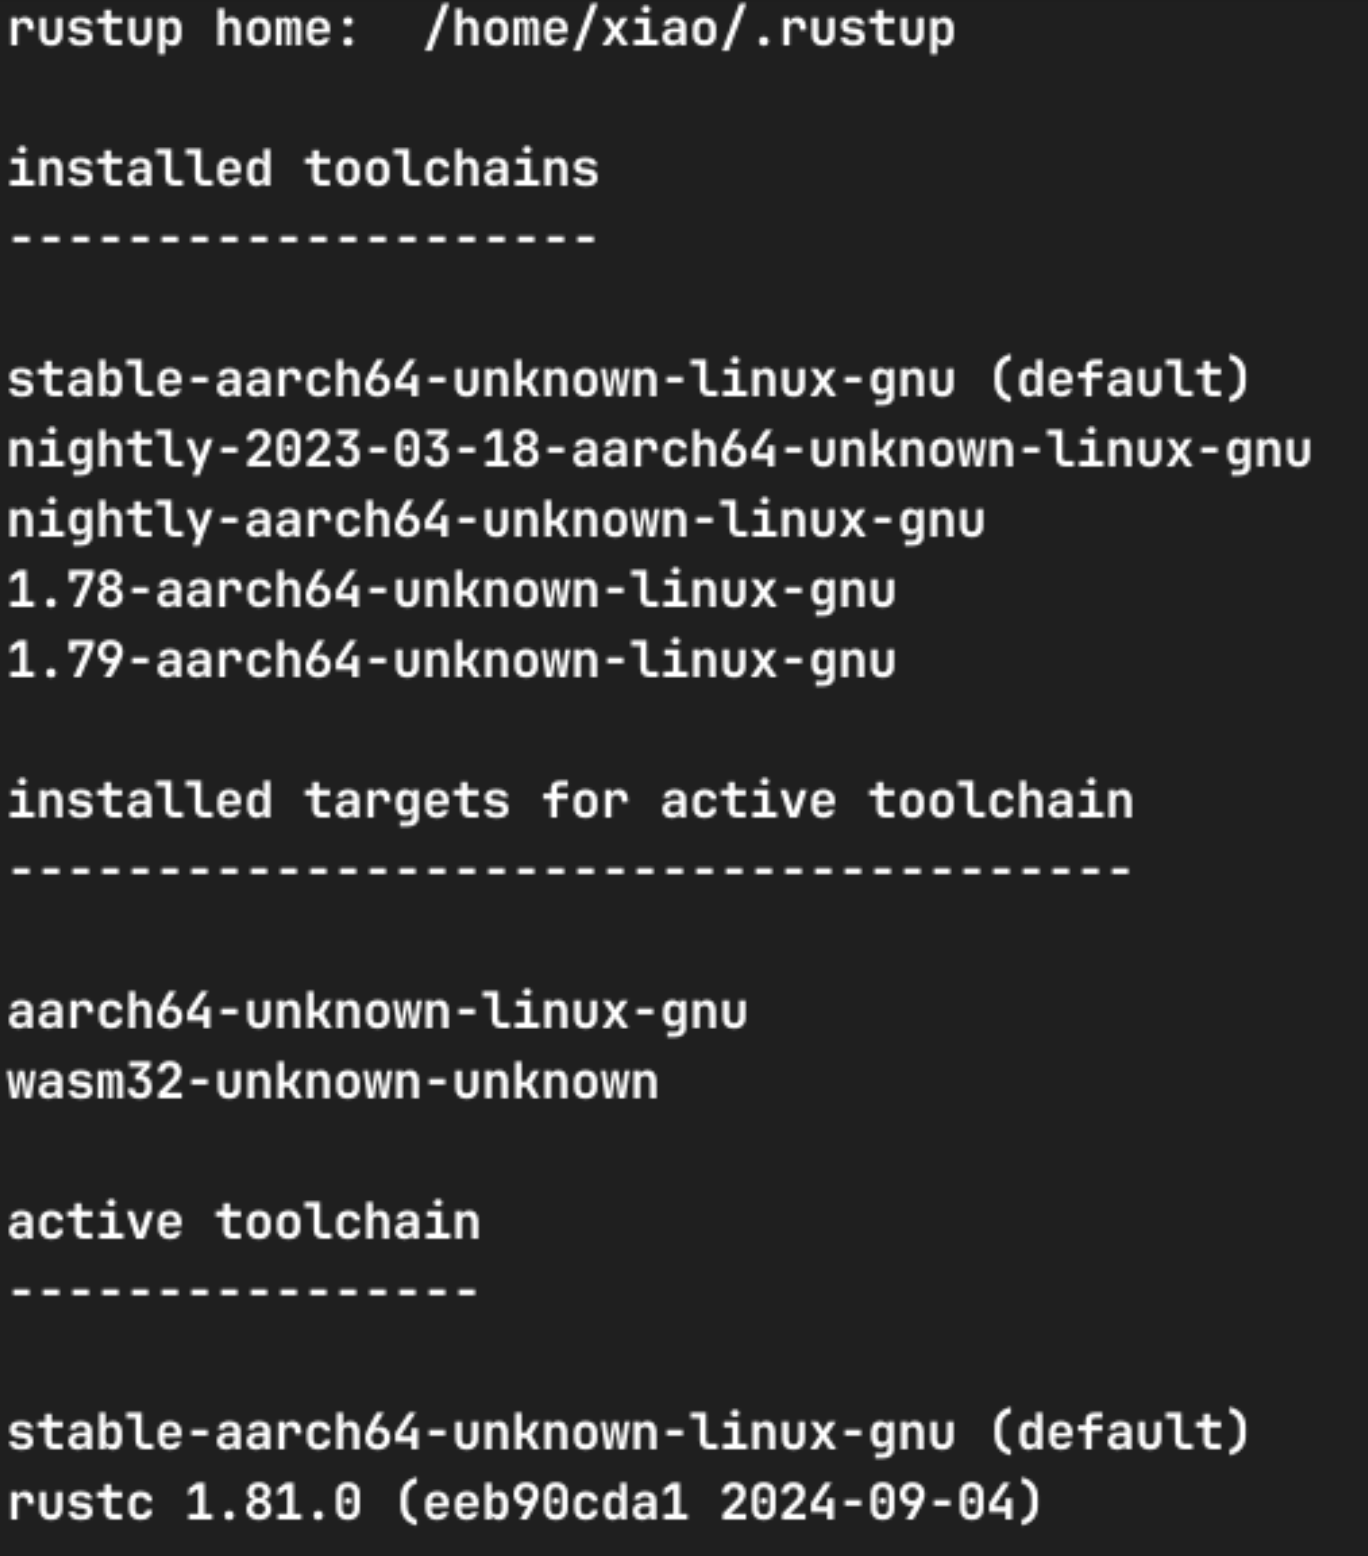 rustup home:  /home/xiao/.rustup
installed toolchains
--------------------
stable-aarch64-unknown-linux-gnu (default)
nightly-2023-03-18-aarch64-unknown-linux-gnu
nightly-aarch64-unknown-linux-gnu
1.78-aarch64-unknown-linux-gnu
1.79-aarch64-unknown-linux-gnu
installed targets for active toolchain
--------------------------------------
aarch64-unknown-linux-gnu
wasm32-unknown-unknown
active toolchain
----------------
stable-aarch64-unknown-linux-gnu (default)
rustc 1.81.0 (eeb90cda1 2024-09-04)